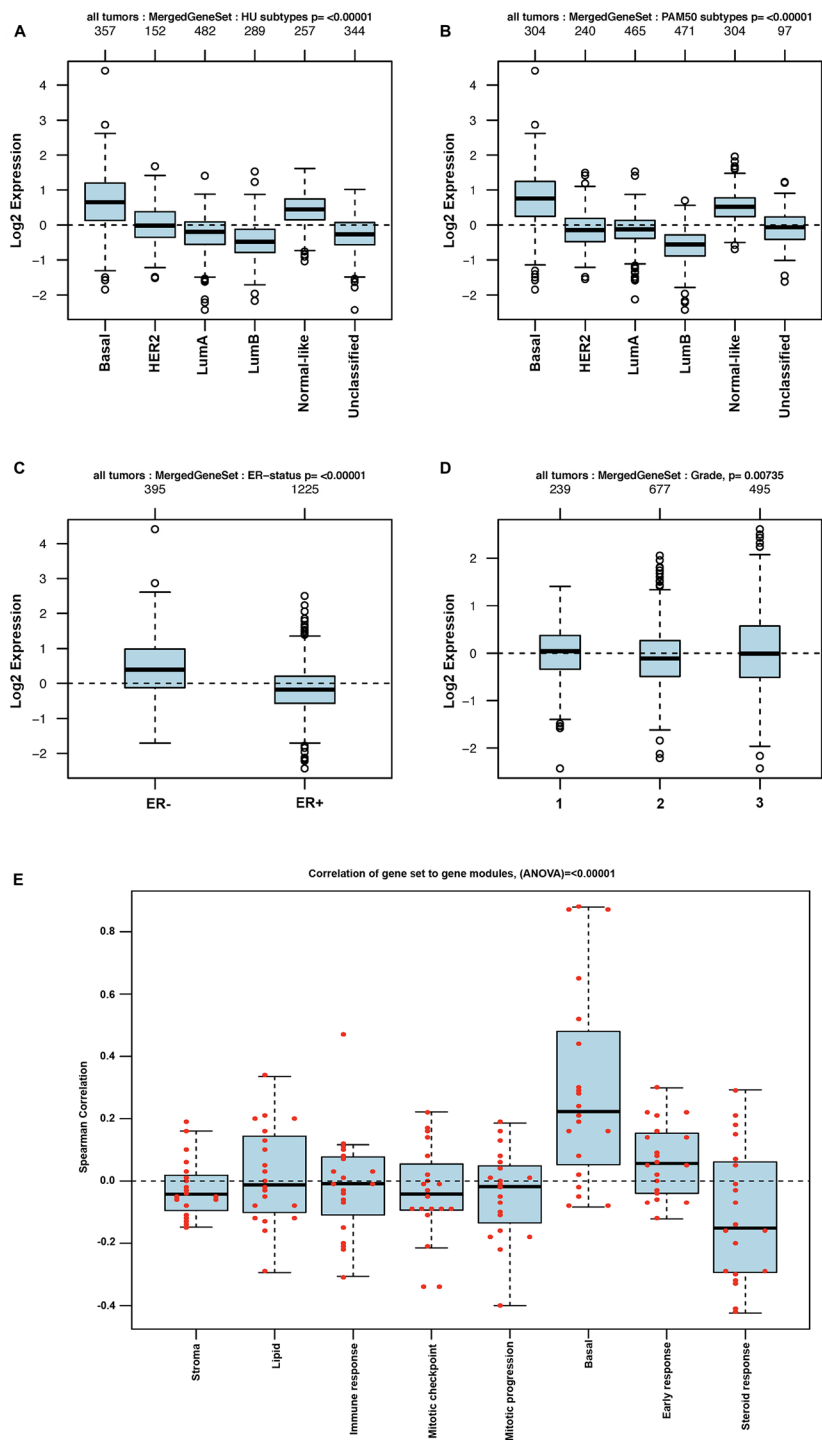 A
all tumors : MergedGeneSet : HU subtypes p= <0.00001
357 152 482 289 257 344
Log2 Expression
4
3
2
1
0
−1
−2
Basal
HER2
LumA
LumB
Normal-like
Unclassified
B
all tumors : MergedGeneSet : PAM50 subtypes p= <0.00001
304 240 465 471 304 97
Log2 Expression
4
3
2
1
0
−1
−2
Basal
HER2
LumA
LumB
Normal-like
Unclassified
C
all tumors : MergedGeneSet : ER−status p= <0.00001
395 1225
Log2 Expression
4
3
2
1
0
−1
−2
ER- ER+
D
all tumors : MergedGeneSet : Grade, p= 0.00735
239 677 495
Log2 Expression
2
1
0
−1
−2
1 2 3
E
Correlation of gene set to gene modules, (ANOVA)=<0.00001
Spearman Correlation
0.8
0.6
0.4
0.2
0.0
-0.2
-0.4
Stroma
Lipid
Immune response
Mitotic checkpoint
Mitotic progression
Basal
Early response
Steroid response